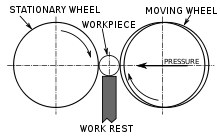 STATIONARY WHEEL
MOVING WHEEL
WORKPIECE
PRESSURE
WORK REST